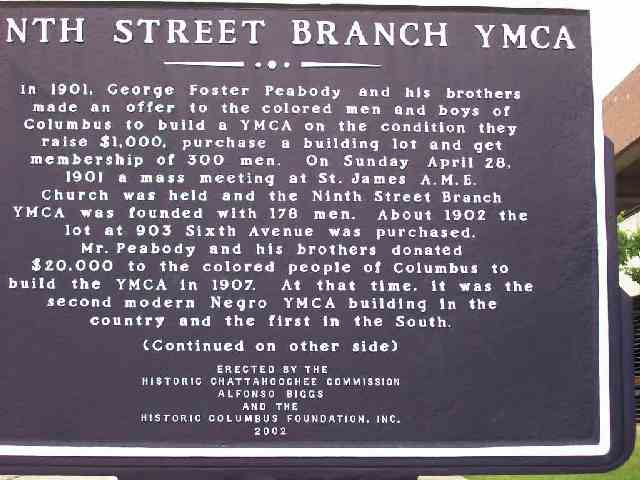 NTH STREET BRANCH YMCA
In 1901, George Foster Peabody and his brothers
made an offer to the colored men and boys of
Columbus to build a YMCA on the condition they
raise $1,000, purchase a building lot and get
membership of 300 men. On Sunday April 28,
1901 a mass meeting at St. James A.M.E.
Church was held and the Ninth Street Branch
YMCA was founded with 178 men. About 1902 the
lot at 903 Sixth Avenue was purchased.
Mr. Peabody and his brothers donated
$20,000 to the colored people of Columbus to
build the YMCA in 1907. At that time, it was the
second modern Negro YMCA building in the
country and the first in the South.
(Continued on other side)
ERECTED BY THE
HISTORIC CHATTAHOOCHEE COMMISSION
ALFONSO BIGGS
AND THE
HISTORIC COLUMBUS FOUNDATION, INC.
2002